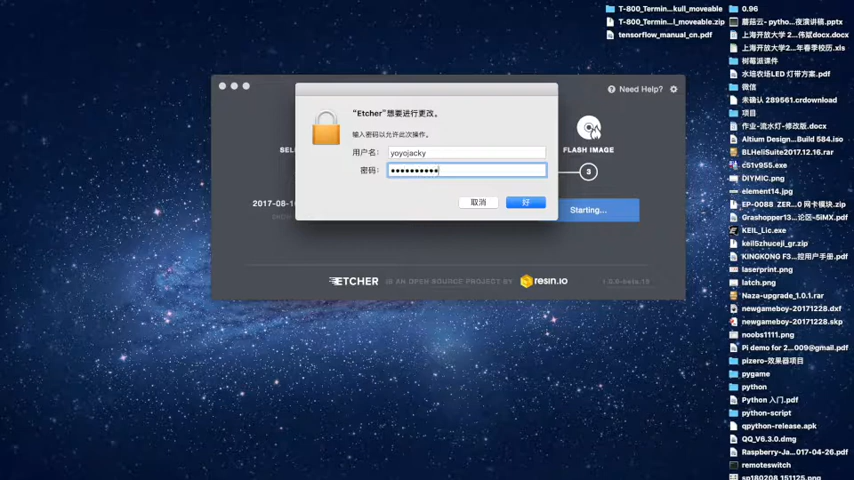 T-800_Termin...kull_moveable
T-800_Termin...l_moveable.zip
tensorflow_manual_cn.pdf
0.96
蘑菇云- pytho...夜演讲稿.pptx
上海开放大学 2...伟斌docx.docx
上海开放大学2...年春季校历.xls
树莓派课件
水培农场LED 灯带方案.pdf
微信
未确认 289561.crdownload
项目
作业-流水灯-修改版.docx
Altium Design...Build 584.iso
BLHeliSuite2017.12.16.rar
c51v955.exe
DIYMIC.png
element14.jpg
EP-0088 ZER...0 网卡模块.zip
Grashopper13...论区-5iMX.pdf
KEIL_Lic.exe
keil5zhuceji_gr.zip
KINGKONG F3...控用户手册.pdf
laserprint.png
latch.png
Naza-upgrade_1.0.1.rar
newgameboy-20171228.dxf
newgameboy-20171228.skp
noobs1111.png
Pi demo for 2...009@gmail.pdf
pizero-效果器项目
pygame
python
Python 入门.pdf
python-script
qpython-release.apk
QQ_V6.3.0.dmg
Raspberry-Ja...017-04-26.pdf
remoteswitch
sp180208_151125.png
Need Help?
“Etcher”想要进行更改。
输入密码以允许此次操作。
用户名： yoyojacky
密码： ••••••••••
取消 好
FLASH IMAGE
3
Starting...
ETCHER IS AN OPEN SOURCE PROJECT BY resin.io